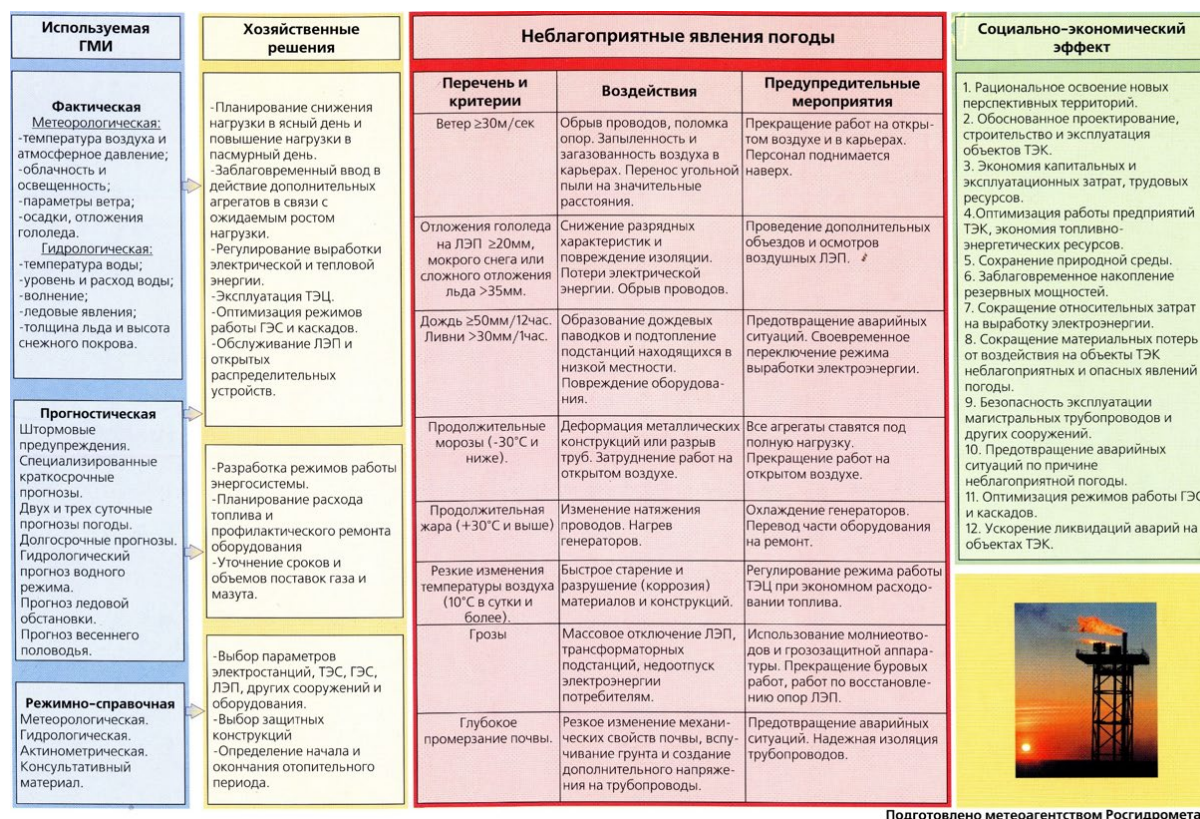 Используемая
ГМИ
Фактическая
Метеорологическая:
-температура воздуха и
атмосферное давление;
-облачность и
освещенность;
-параметры ветра;
-осадки, отложения
гололеда.
Гидрологическая:
-температура воды;
-уровень и расход воды;
-волнение;
-ледовые явления;
-толщина льда и высота
снежного покрова.
Прогностическая
Штормовые
предупреждения.
Специализированные
краткосрочные
прогнозы.
Двух и трех суточные
прогнозы погоды.
Долгосрочные прогнозы.
Гидрологический
прогноз водного
режима.
Прогноз ледовой
обстановки.
Прогноз весеннего
половодья.
Режимно-справочная
Метеорологическая.
Гидрологическая.
Актинометрическая.
Консультативный
материал.
Хозяйственные
решения
-Планирование снижения
нагрузки в ясный день и
повышение нагрузки в
пасмурный день.
-Заблаговременный ввод в
действие дополнительных
агрегатов в связи с
ожидаемым ростом
нагрузки.
-Регулирование выработки
электрической и тепловой
энергии.
-Эксплуатация ТЭЦ.
-Оптимизация режимов
работы ГЭС и каскадов.
-Обслуживание ЛЭП и
открытых
распределительных
устройств.
-Разработка режимов работы
энергосистемы.
-Планирование расхода
топлива и
профилактического ремонта
оборудования
-Уточнение сроков и
объемов поставок газа и
мазута.
-Выбор параметров
электростанций, ТЭС, ГЭС,
ЛЭП, других сооружений и
оборудования.
-Выбор защитных
конструкций
-Определение начала и
окончания отопительного
периода.
Неблагоприятные явления погоды
Перечень и
критерии
Воздействия
Предупредительные
мероприятия
Ветер ≥30м/сек
Обрыв проводов, поломка
опор. Запыленность и
загазованность воздуха в
карьерах. Перенос угольной
пыли на значительные
расстояния.
Прекращение работ на откры-
том воздухе и в карьерах.
Персонал поднимается
наверх.
Отложения гололеда
на ЛЭП ≥20мм,
мокрого снега или
сложного отложения
льда >35мм.
Снижение разрядных
характеристик и
повреждение изоляции.
Потери электрической
энергии. Обрыв проводов.
Проведение дополнительных
объездов и осмотров
воздушных ЛЭП.
Дождь ≥50мм/12час.
Ливни >30мм/1час.
Образование дождевых
паводков и подтопление
подстанций находящихся в
низкой местности.
Повреждение оборудова-
ния.
Предотвращение аварийных
ситуаций. Своевременное
переключение режима
выработки электроэнергии.
Продолжительные
морозы (-30°С и
ниже).
Деформация металлических
конструкций или разрыв
труб. Затруднение работ на
открытом воздухе.
Все агрегаты ставятся под
полную нагрузку.
Прекращение работ на
открытом воздухе.
Продолжительная
жара (+30°С и выше)
Изменение натяжения
проводов. Нагрев
генераторов.
Охлаждение генераторов.
Перевод части оборудования
на ремонт.
Резкие изменения
температуры воздуха
(10°С в сутки и
более).
Быстрое старение и
разрушение (коррозия)
материалов и конструкций.
Регулирование режима работы
ТЭЦ при экономном расходо-
вании топлива.
Грозы
Массовое отключение ЛЭП,
трансформаторных
подстанций, недоотпуск
электроэнергии
потребителям.
Использование молниеотво-
дов и грозозащитной аппара-
туры. Прекращение буровых
работ, работ по восстановле-
нию опор ЛЭП.
Глубокое
промерзание почвы.
Резкое изменение механи-
ческих свойств почвы, вспу-
чивание грунта и создание
дополнительного напряже-
ния на трубопроводы.
Предотвращение аварийных
ситуаций. Надежная изоляция
трубопроводов.
Социально-экономический
эффект
1. Рациональное освоение новых
перспективных территорий.
2. Обоснованное проектирование,
строительство и эксплуатация
объектов ТЭК.
3. Экономия капитальных и
эксплуатационных затрат, трудовых
ресурсов.
4.Оптимизация работы предприятий
ТЭК, экономия топливно-
энергетических ресурсов.
5. Сохранение природной среды.
6. Заблаговременное накопление
резервных мощностей.
7. Сокращение относительных затрат
на выработку электроэнергии.
8. Сокращение материальных потерь
от воздействия на объекты ТЭК
неблагоприятных и опасных явлений
погоды.
9. Безопасность эксплуатации
магистральных трубопроводов и
других сооружений.
10. Предотвращение аварийных
ситуаций по причине
неблагоприятной погоды.
11. Оптимизация режимов работы ГЭС
и каскадов.
12. Ускорение ликвидаций аварий на
объектах ТЭК.
Подготовлено метеоагентством Росгидромета